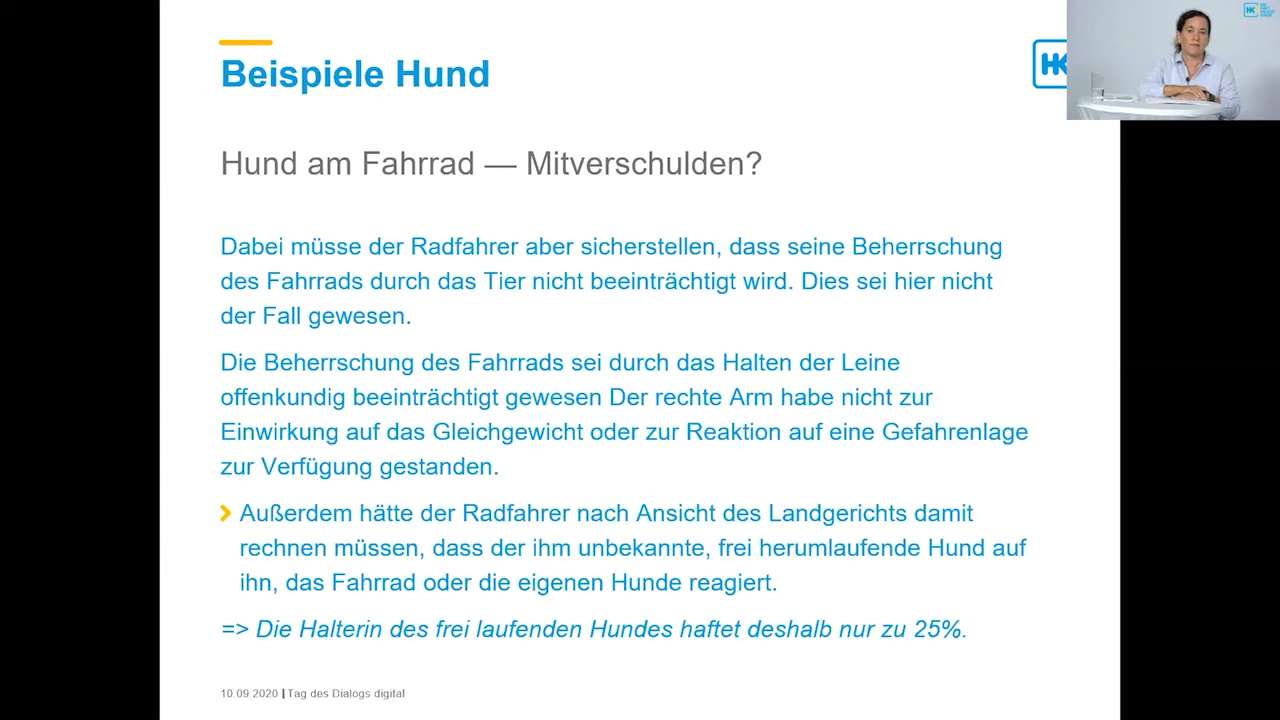 Beispiele Hund
HK
Hund am Fahrrad — Mitverschulden?
Dabei müsse der Radfahrer aber sicherstellen, dass seine Beherrschung
des Fahrrads durch das Tier nicht beeinträchtigt wird. Dies sei hier nicht
der Fall gewesen.
Die Beherrschung des Fahrrads sei durch das Halten der Leine
offenkundig beeinträchtigt gewesen Der rechte Arm habe nicht zur
Einwirkung auf das Gleichgewicht oder zur Reaktion auf eine Gefahrenlage
zur Verfügung gestanden.
Außerdem hätte der Radfahrer nach Ansicht des Landgerichts damit
rechnen müssen, dass der ihm unbekannte, frei herumlaufende Hund auf
ihn, das Fahrrad oder die eigenen Hunde reagiert.
=> Die Halterin des frei laufenden Hundes haftet deshalb nur zu 25%.
10.09.2020 | Tag des Dialogs digital
HK